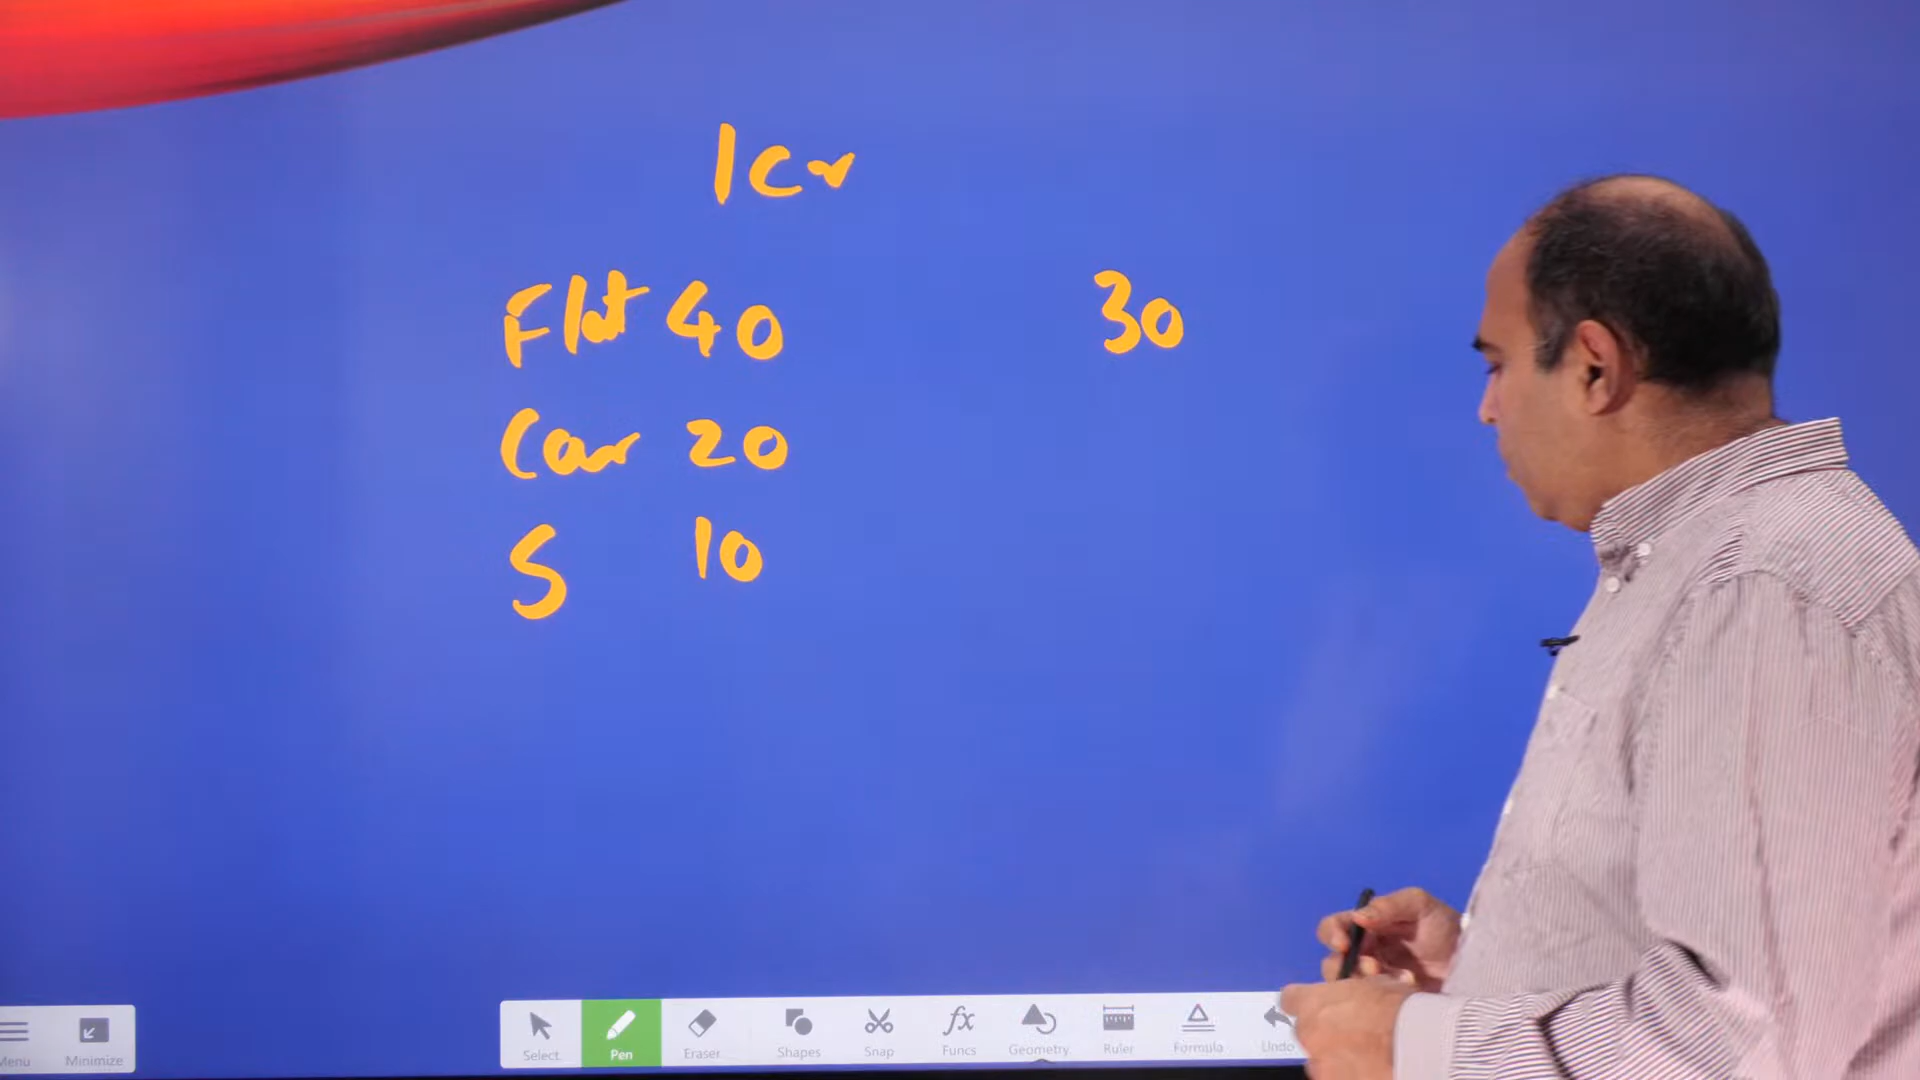 1Cr
Flat 40 30
Car 20
S 10
Menu Minimize Select Pen Eraser Shapes Snap Funcs Geometry Ruler Formula Undo